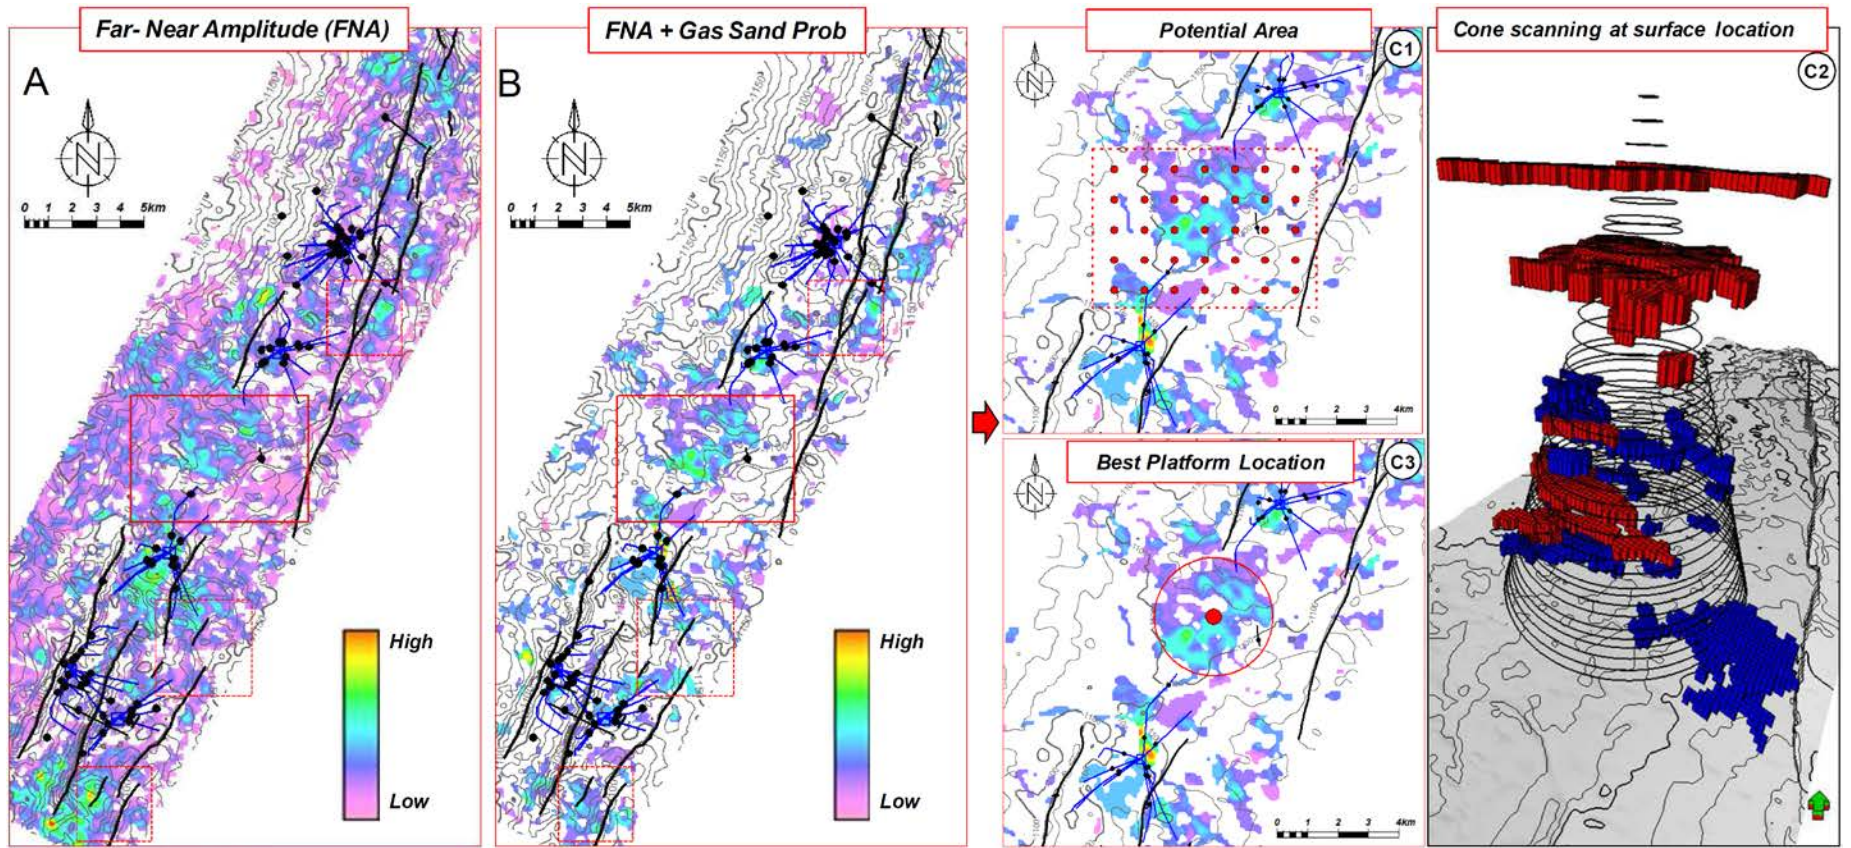 Far- Near Amplitude (FNA)
A
N
0 1 2 3 4 5km
High
Low
FNA + Gas Sand Prob
B
N
0 1 2 3 4 5km
High
Low
Potential Area
C1
N
0 1 2 3 4km
Best Platform Location
C3
N
0 1 2 3 4km
Cone scanning at surface location
C2